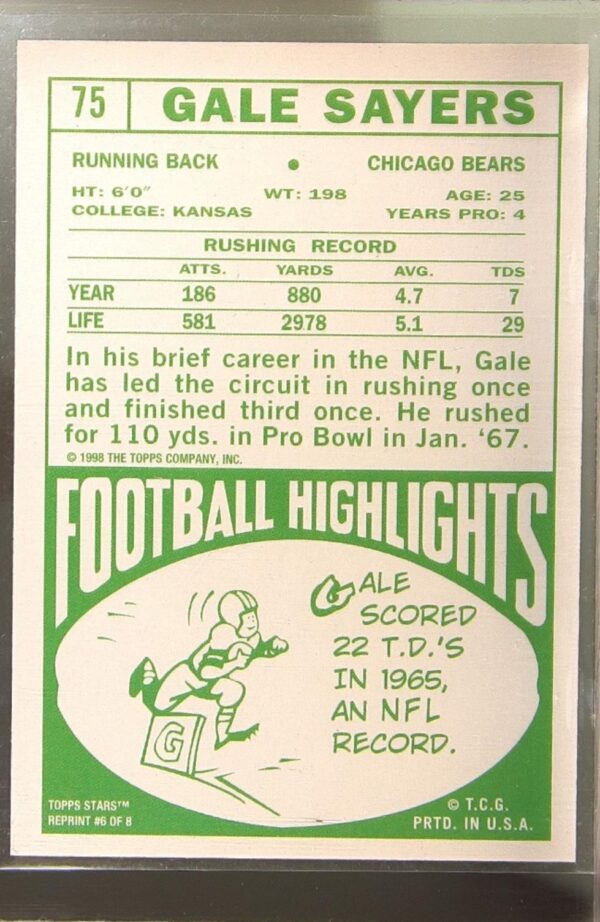 75 GALE SAYERS
RUNNING BACK • CHICAGO BEARS
HT: 6'0" WT: 198 AGE: 25
COLLEGE: KANSAS YEARS PRO: 4
RUSHING RECORD
ATTS. YARDS AVG. TDS
YEAR 186 880 4.7 7
LIFE 581 2978 5.1 29
In his brief career in the NFL, Gale
has led the circuit in rushing once
and finished third once. He rushed
for 110 yds. in Pro Bowl in Jan. ‘67.
© 1998 THE TOPPS COMPANY, INC.
FOOTBALL HIGHLIGHTS
GALE
SCORED
22 T.D.'S
IN 1965,
AN NFL
RECORD.
G
TOPPS STARS™
REPRINT #6 OF 8
© T.C.G.
PRTD. IN U.S.A.